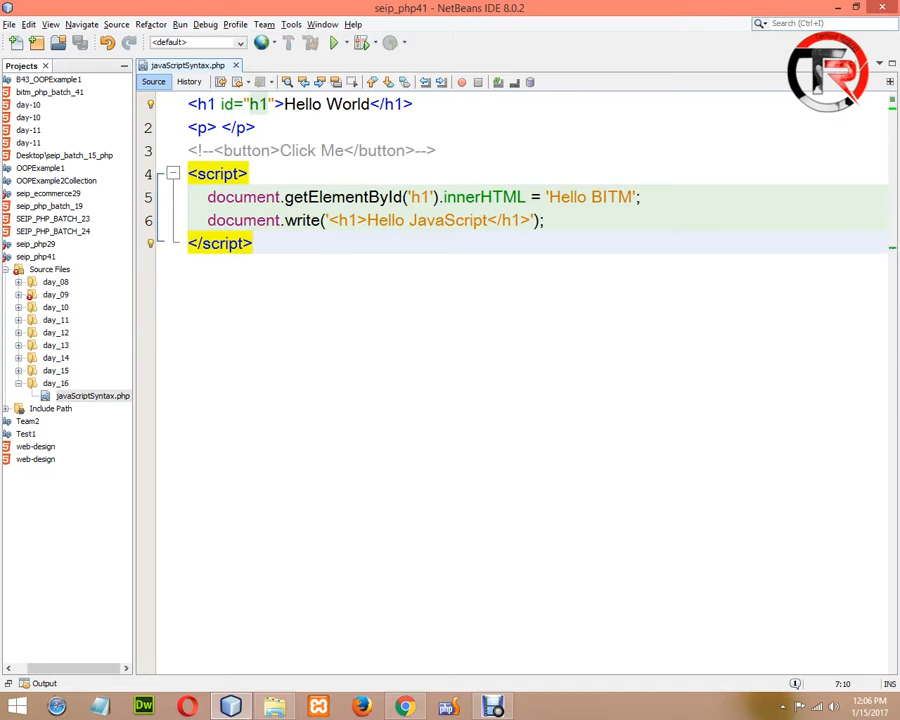 seip_php41 - NetBeans IDE 8.0.2
File Edit View Navigate Source Refactor Run Debug Profile Team Tools Window Help
Search (Ctrl+I)
<default>
Projects
javaScriptSyntax.php
Source History
B43_OOPExample1
bitm_php_batch_41
day-10
day-10
day-11
day-11
Desktop\seip_batch_15_php
OOPExample1
OOPExample2Collection
seip_ecommerce29
seip_php_batch_19
SEIP_PHP_BATCH_23
SEIP_PHP_BATCH_24
seip_php29
seip_php41
Source Files
day_08
day_09
day_10
day_11
day_12
day_13
day_14
day_15
day_16
javaScriptSyntax.php
Include Path
Team2
Test1
web-design
web-design
<h1 id="h1">Hello World</h1>
2 <p> </p>
3 <!--<button>Click Me</button>-->
4 <script>
5 document.getElementById('h1').innerHTML = 'Hello BITM';
6 document.write('<h1>Hello JavaScript</h1>');
</script>
TR
Output
7:10 INS
Dw
php
12:06 PM
1/15/2017